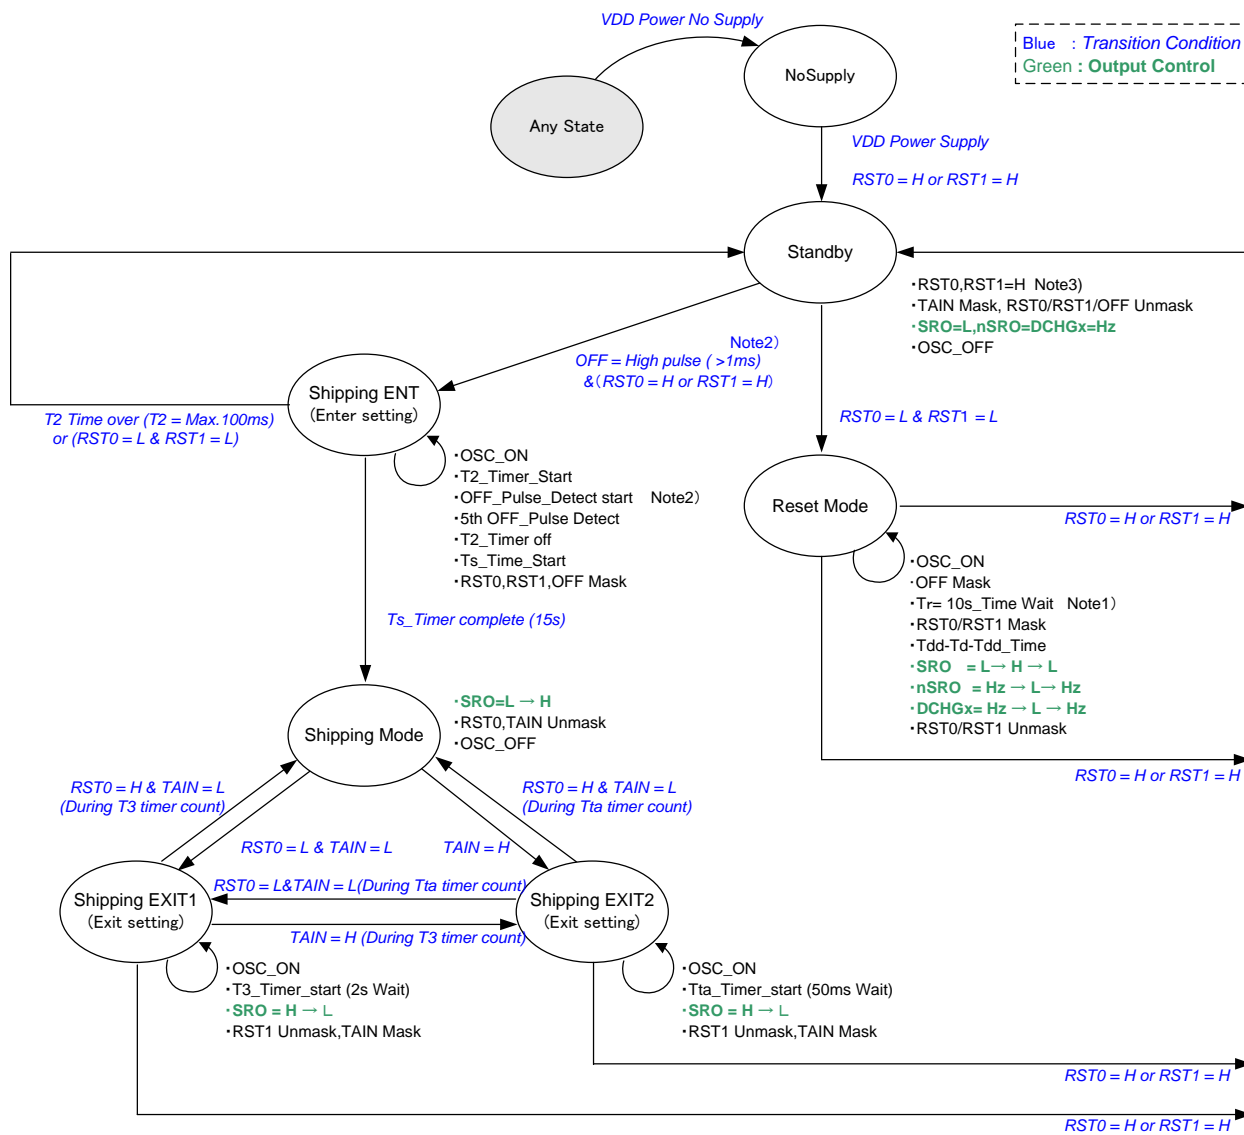 VDD Power No Supply
Blue : Transition Condition
Green : Output Control
NoSupply
Any State
VDD Power Supply
RST0 = H or RST1 = H
Standby
・RST0,RST1=H Note3)
・TAIN Mask, RST0/RST1/OFF Unmask
・SRO=L,nSRO=DCHGx=Hz
・OSC_OFF
Note2)
OFF = High pulse ( >1ms)
&(RST0 = H or RST1 = H)
Shipping ENT
(Enter setting)
T2 Time over (T2 = Max.100ms)
or (RST0 = L & RST1 = L)
RST0 = L & RST1 = L
・OSC_ON
・T2_Timer_Start
・OFF_Pulse_Detect start Note2)
・5th OFF_Pulse Detect
・T2_Timer off
・Ts_Time_Start
・RST0,RST1,OFF Mask
Reset Mode
RST0 = H or RST1 = H
・OSC_ON
・OFF Mask
・Tr= 10s_Time Wait Note1)
・RST0/RST1 Mask
・Tdd-Td-Tdd_Time
・SRO = L→ H → L
・nSRO = Hz → L→ Hz
・DCHGx= Hz → L → Hz
・RST0/RST1 Unmask
Ts_Timer complete (15s)
Shipping Mode
・SRO=L → H
・RST0,TAIN Unmask
・OSC_OFF
RST0 = H or RST1 = H
RST0 = H & TAIN = L
(During T3 timer count)
RST0 = H & TAIN = L
(During Tta timer count)
RST0 = L & TAIN = L
TAIN = H
Shipping EXIT1
(Exit setting)
RST0 = L&TAIN = L(During Tta timer count)
Shipping EXIT2
(Exit setting)
TAIN = H (During T3 timer count)
・OSC_ON
・T3_Timer_start (2s Wait)
・SRO = H → L
・RST1 Unmask,TAIN Mask
・OSC_ON
・Tta_Timer_start (50ms Wait)
・SRO = H → L
・RST1 Unmask,TAIN Mask
RST0 = H or RST1 = H
RST0 = H or RST1 = H